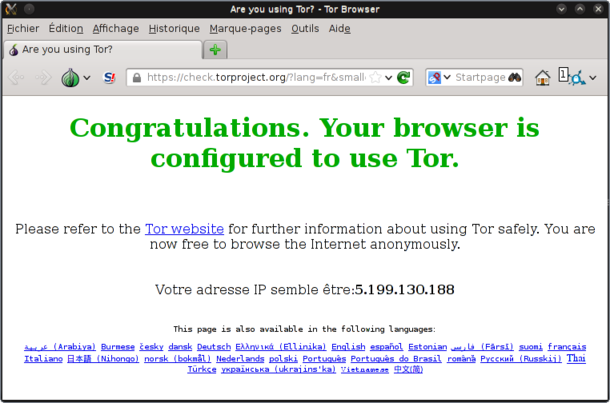 Are you using Tor? - Tor Browser
Fichier Édition Affichage Historique Marque-pages Outils Aide
Are you using Tor?
S! https://check.torproject.org/?lang=fr&small Startpage 1
Congratulations. Your browser is
configured to use Tor.
Please refer to the Tor website for further information about using Tor safely. You are
now free to browse the Internet anonymously.
Votre adresse IP semble être:5.199.130.188
This page is also available in the following languages:
عربية (Arabiya) Burmese česky dansk Deutsch Ελληνικά (Ellinika) English español Estonian فارسی (Fārsī) suomi français
Italiano 日本語 (Nihongo) norsk (bokmål) Nederlands polski Português Português do Brasil română Русский (Russkij) Thai
Türkçe українська (ukrajins'ka) Vietnamese 中文(简)